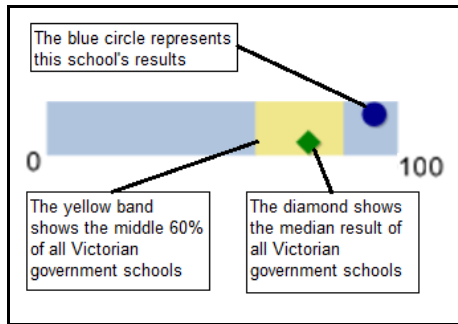 The blue circle represents
this school's results
0
100
The yellow band
shows the middle 60%
of all Victorian
government schools
The diamond shows
the median result of
all Victorian
government schools